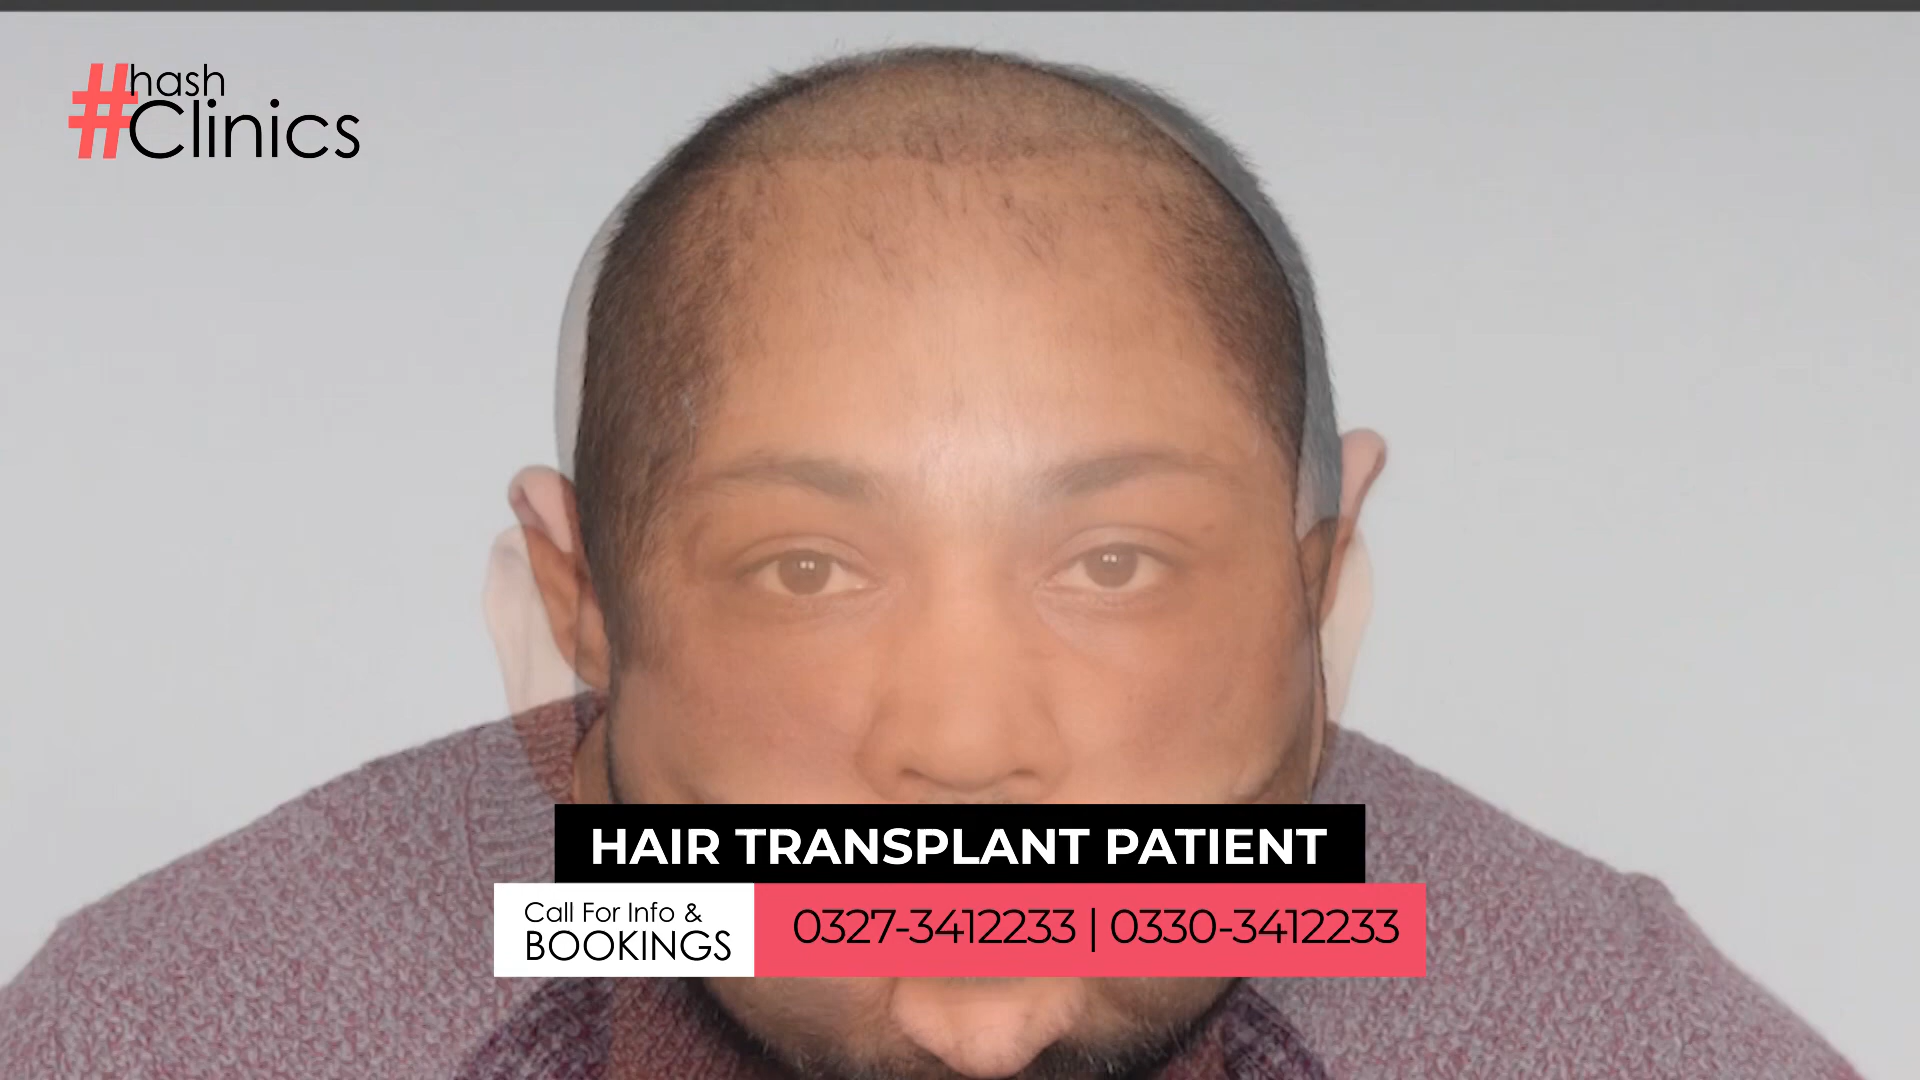 #hash
Clinics
HAIR TRANSPLANT PATIENT
Call For Info &
BOOKINGS
0327-3412233 | 0330-3412233